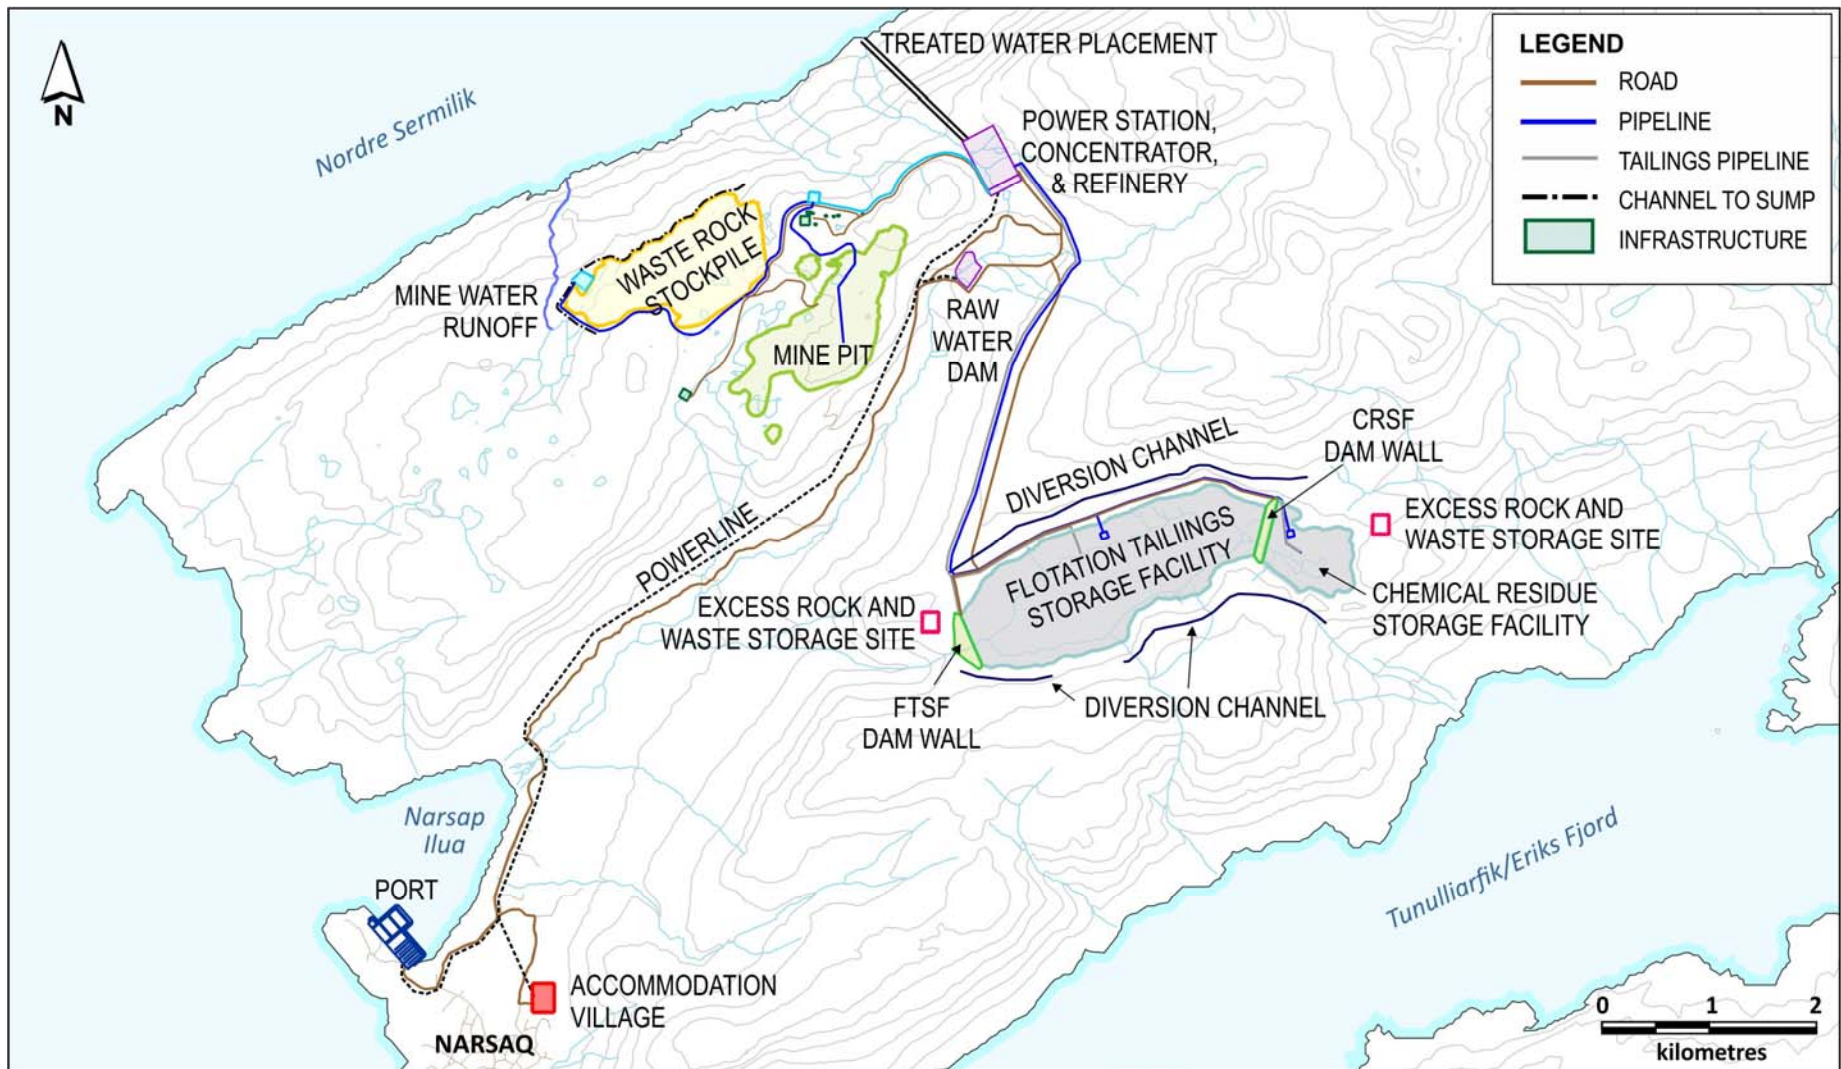 TREATED WATER PLACEMENT
LEGEND
ROAD
PIPELINE
TAILINGS PIPELINE
CHANNEL TO SUMP
INFRASTRUCTURE
N
Nordre Sermilik
POWER STATION,
CONCENTRATOR,
& REFINERY
WASTE ROCK
STOCKPILE
MINE WATER
RUNOFF
MINE PIT
RAW
WATER
DAM
CRSF
DAM WALL
DIVERSION CHANNEL
EXCESS ROCK AND
WASTE STORAGE SITE
POWERLINE
FLOTATION TAILIINGS
STORAGE FACILITY
CHEMICAL RESIDUE
STORAGE FACILITY
EXCESS ROCK AND
WASTE STORAGE SITE
FTSF
DAM WALL
DIVERSION CHANNEL
Narsap
Ilua
Tunulliarfik/Eriks Fjord
PORT
ACCOMMODATION
VILLAGE
NARSAQ
0 1 2
kilometres